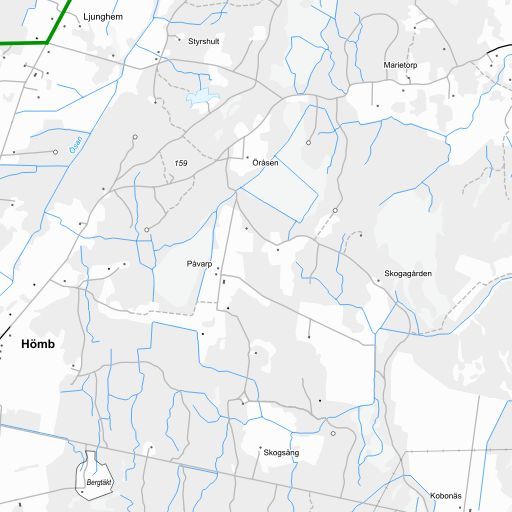 Ljunghem
Styrshult
Marietorp
Ösan
159
Öråsen
Påvarp
Skogagården
Hömb
Skogsäng
Bergtäkt
Kobonäs